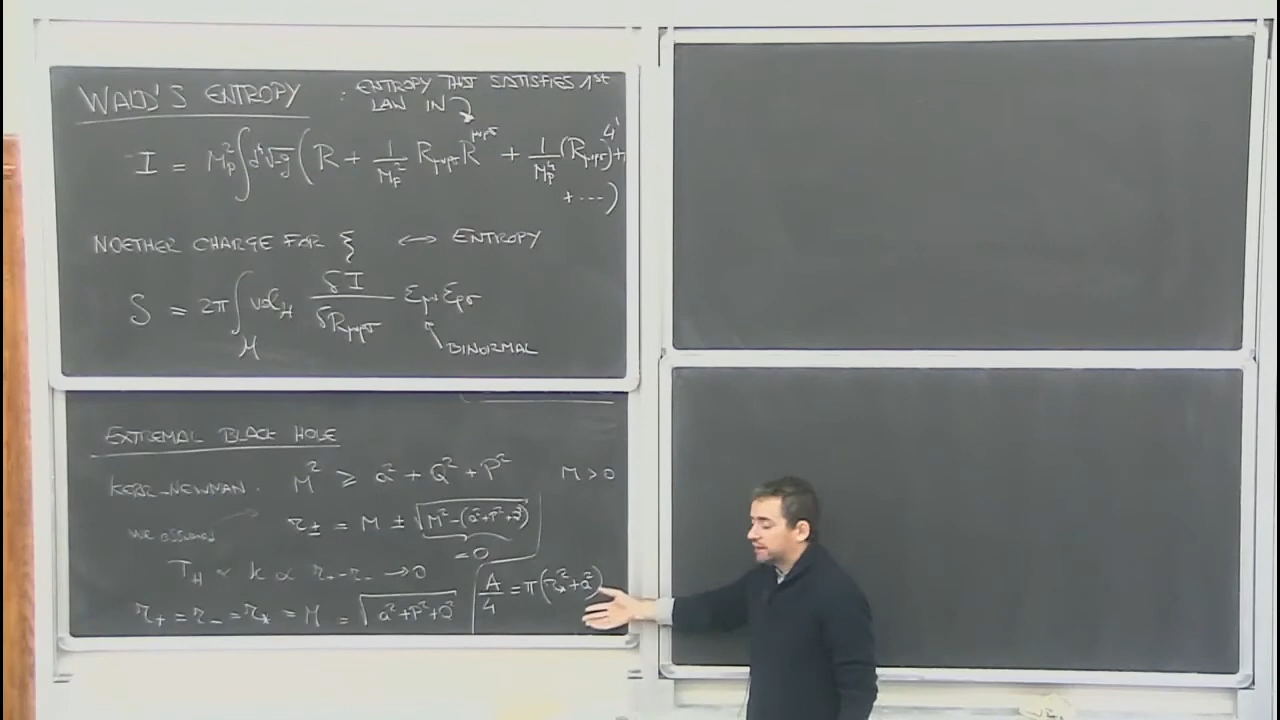 WALD'S ENTROPY : ENTROPY THAT SATISFIES 1st
LAW IN
I = M_p^2 ∫ d^4 √-g ( R + 1/M_p^2 R_μνρσ R^μνρσ + 1/M_p^4 (R_μνρσ)^4 +
+ ···)
NOETHER CHARGE FOR ξ ↔ ENTROPY
S = 2π ∫_H vol_H δI/δR_μνρσ ε_μν ε_ρσ
BINORMAL
EXTREMAL BLACK HOLE
KERR-NEWMAN. M^2 ≥ a^2 + Q^2 + P^2 M > 0
r_± = M ± √(M^2-(a^2+P^2+Q^2))
We assumed = 0
T_H ∝ k ∝ r_+-r_- → 0
A/4 = π(r_*^2+a^2)
r_+ = r_- = r_* = M = √(a^2+P^2+Q^2)